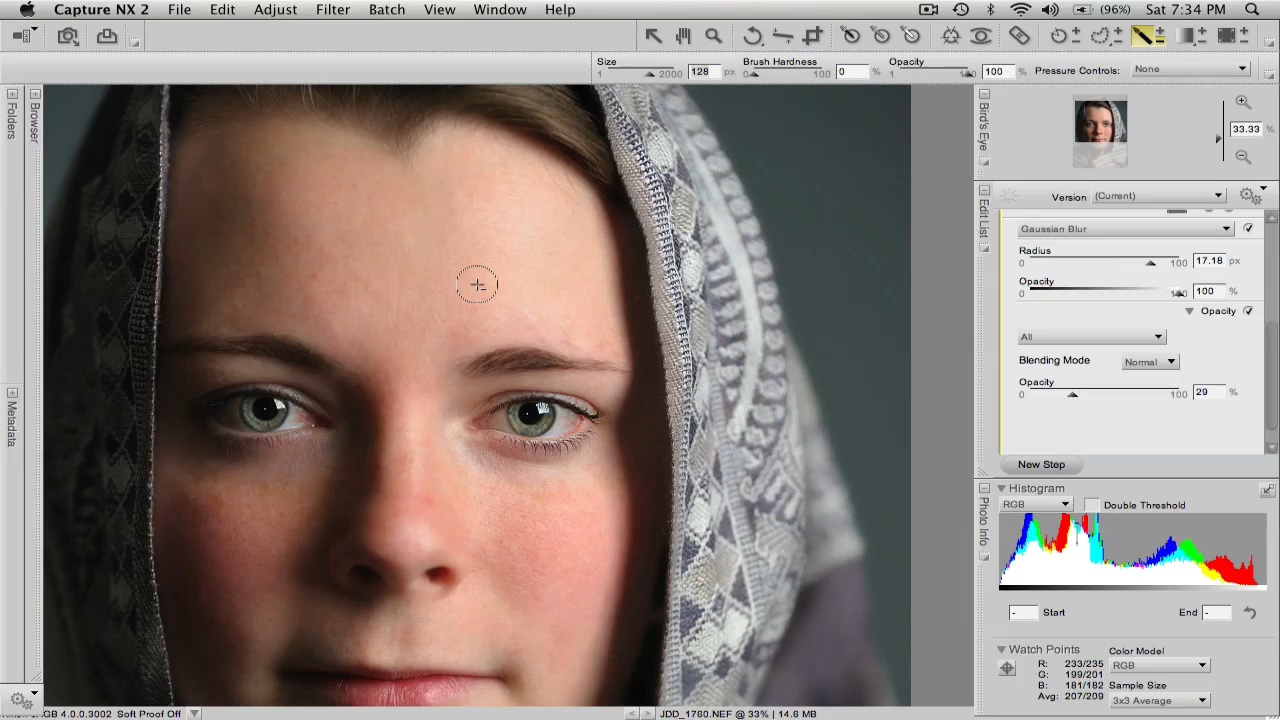 Capture NX 2 File Edit Adjust Filter Batch View Window Help (96%) Sat 7:34 PM
Size 1 2000 128 px Brush Hardness 0 100 0 % Opacity 1 100 100 % Pressure Controls: None
Folders
Browser
Metadata
Bird's Eye
33.33 %
Edit List
Version (Current)
Gaussian Blur
Radius
0 100 17.18 px
Opacity
0 100 100 %
Opacity
All
Blending Mode Normal
Opacity
0 100 29 %
New Step
Photo Info
Histogram
RGB Double Threshold
- Start End -
Watch Points Color Model
R: 233/235 RGB
G: 199/201
B: 181/182 Sample Size
Avg: 207/209 3x3 Average
RGB 4.0.0.3002 Soft Proof Off JDD_1760.NEF @ 33% | 14.6 MB